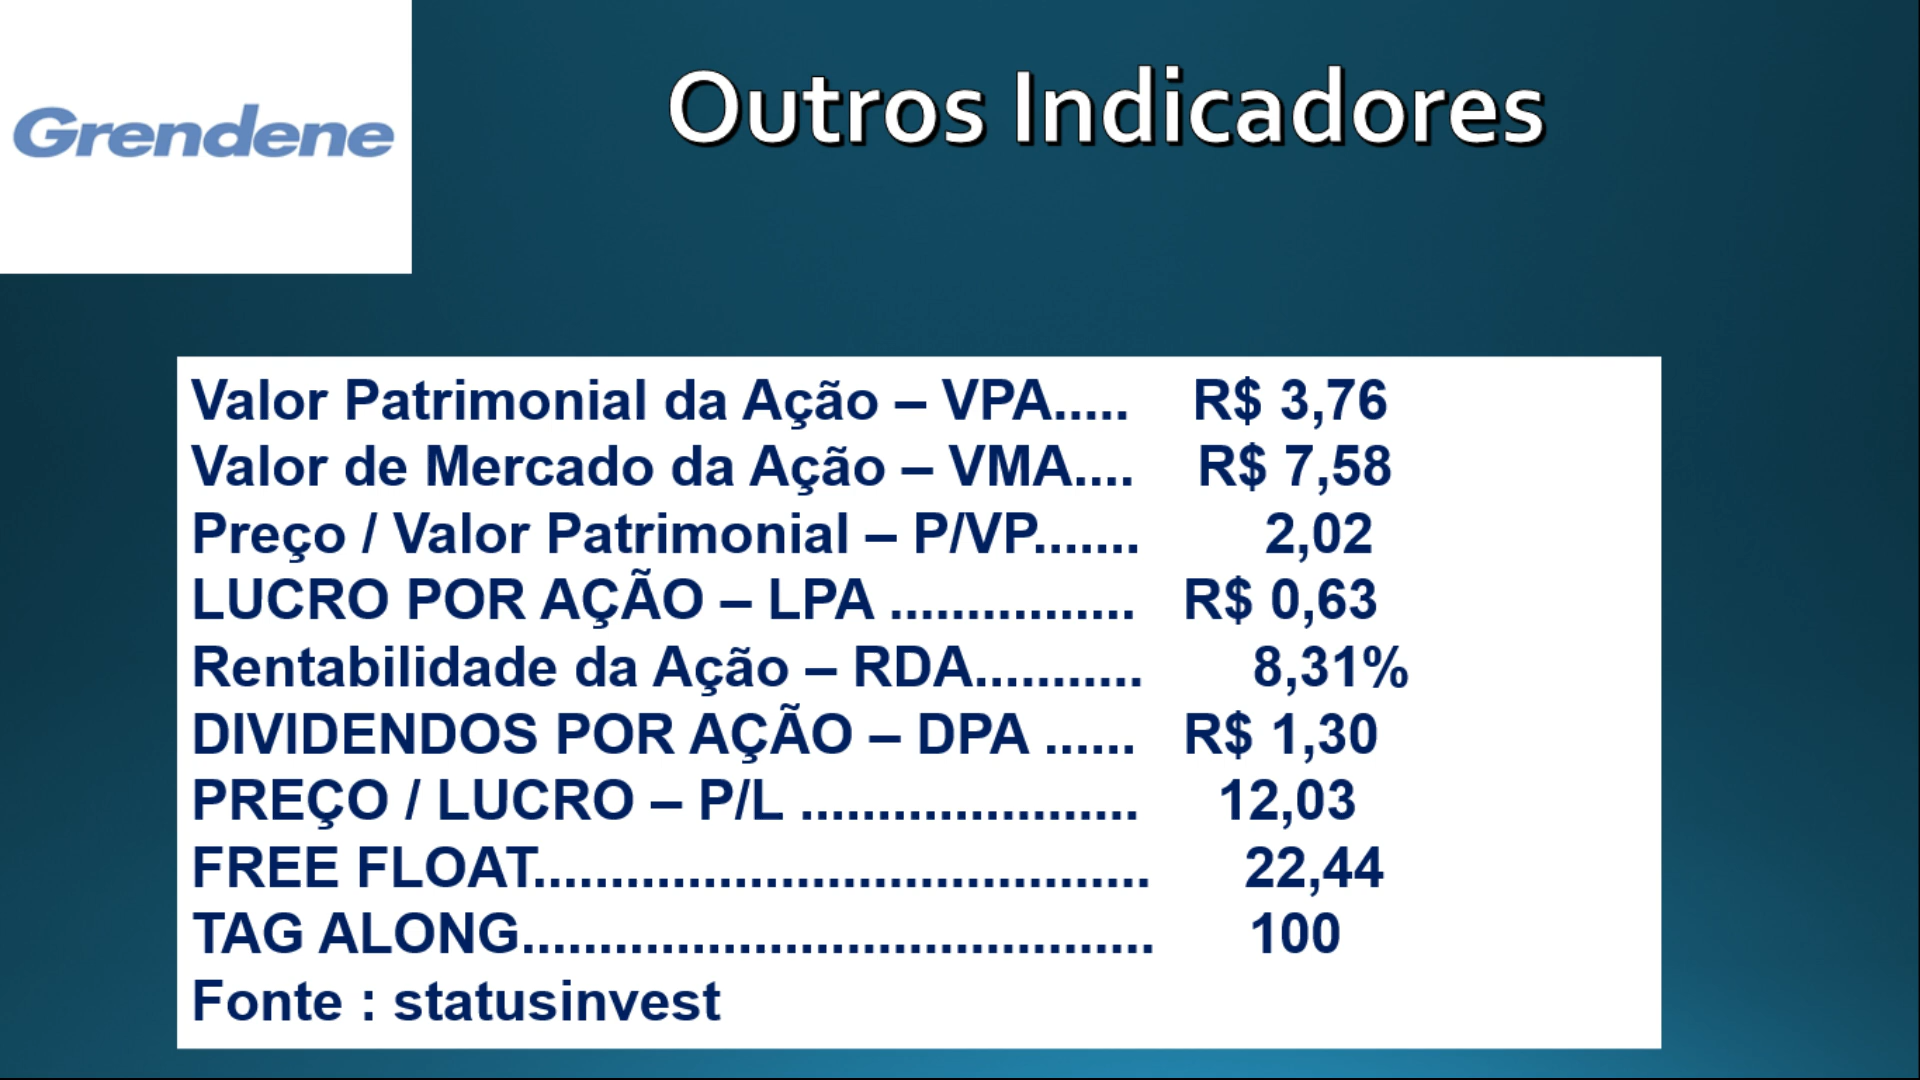 Grendene
Outros Indicadores
Valor Patrimonial da Ação – VPA..... R$ 3,76
Valor de Mercado da Ação – VMA.... R$ 7,58
Preço / Valor Patrimonial – P/VP....... 2,02
LUCRO POR AÇÃO – LPA ................ R$ 0,63
Rentabilidade da Ação – RDA........... 8,31%
DIVIDENDOS POR AÇÃO – DPA ...... R$ 1,30
PREÇO / LUCRO – P/L ...................... 12,03
FREE FLOAT........................................ 22,44
TAG ALONG......................................... 100
Fonte : statusinvest